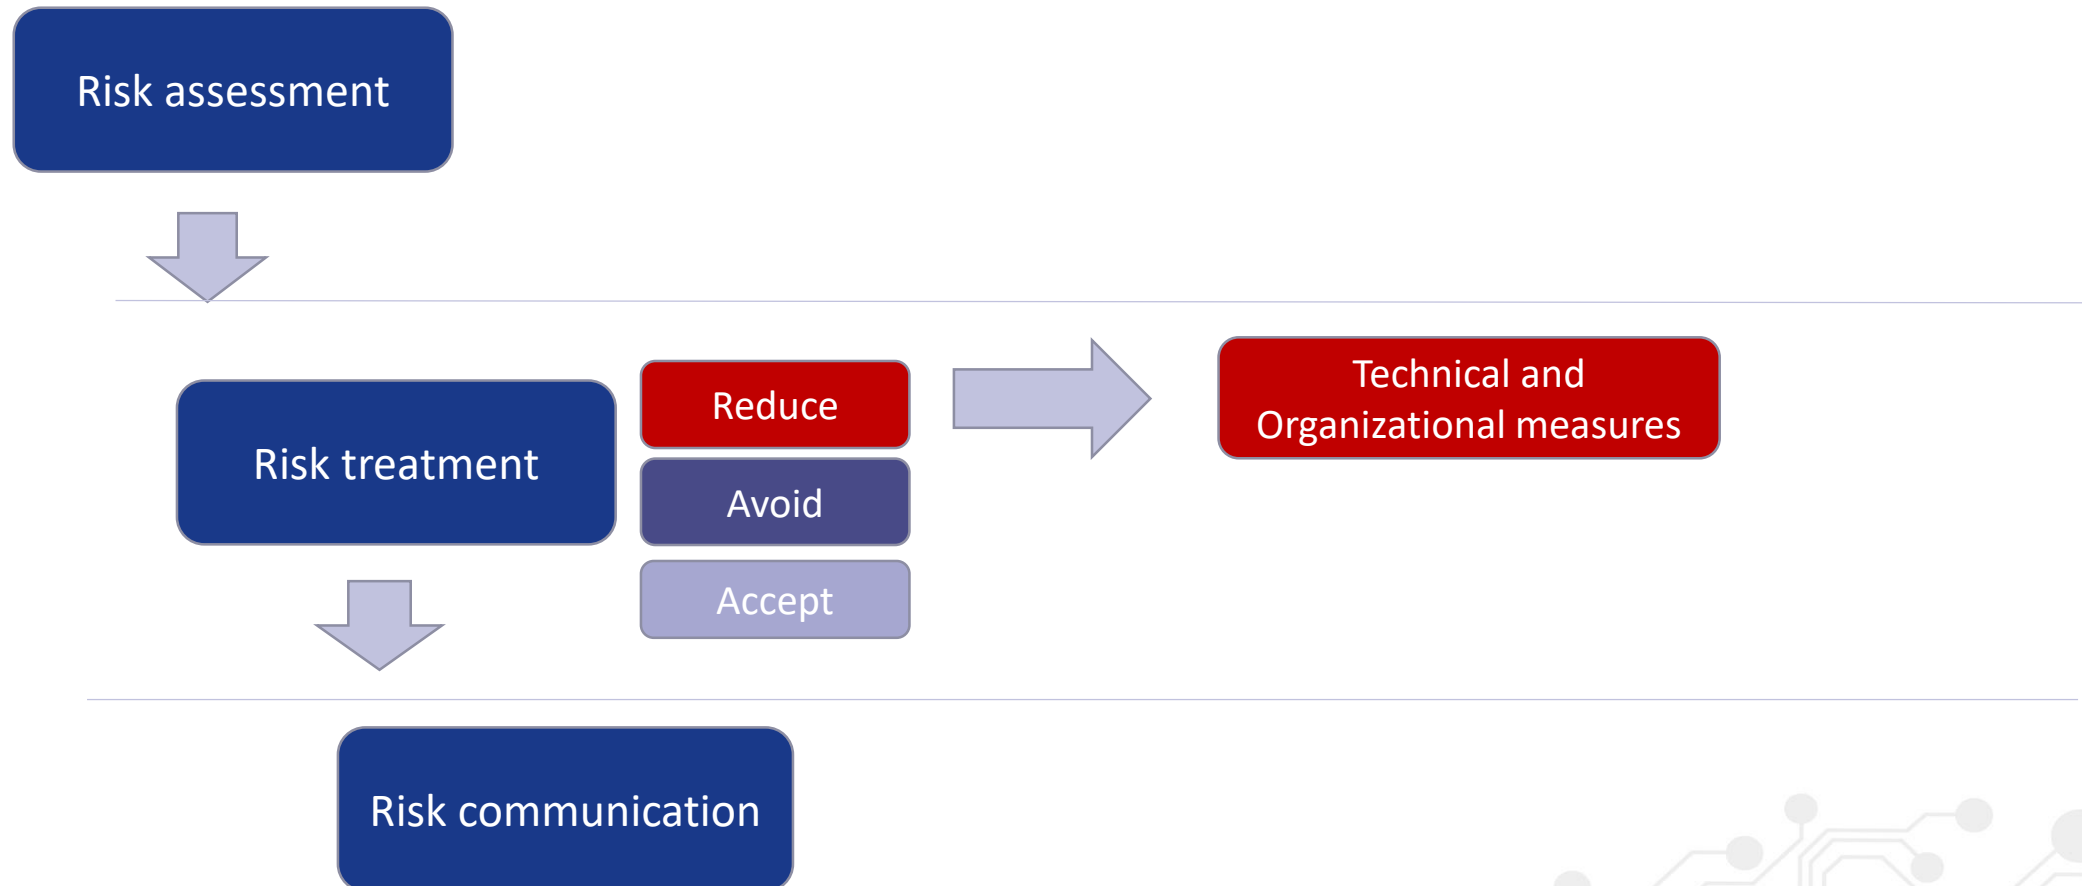 Risk assessment
Reduce
Technical and
Organizational measures
Risk treatment
Avoid
Accept
Risk communication